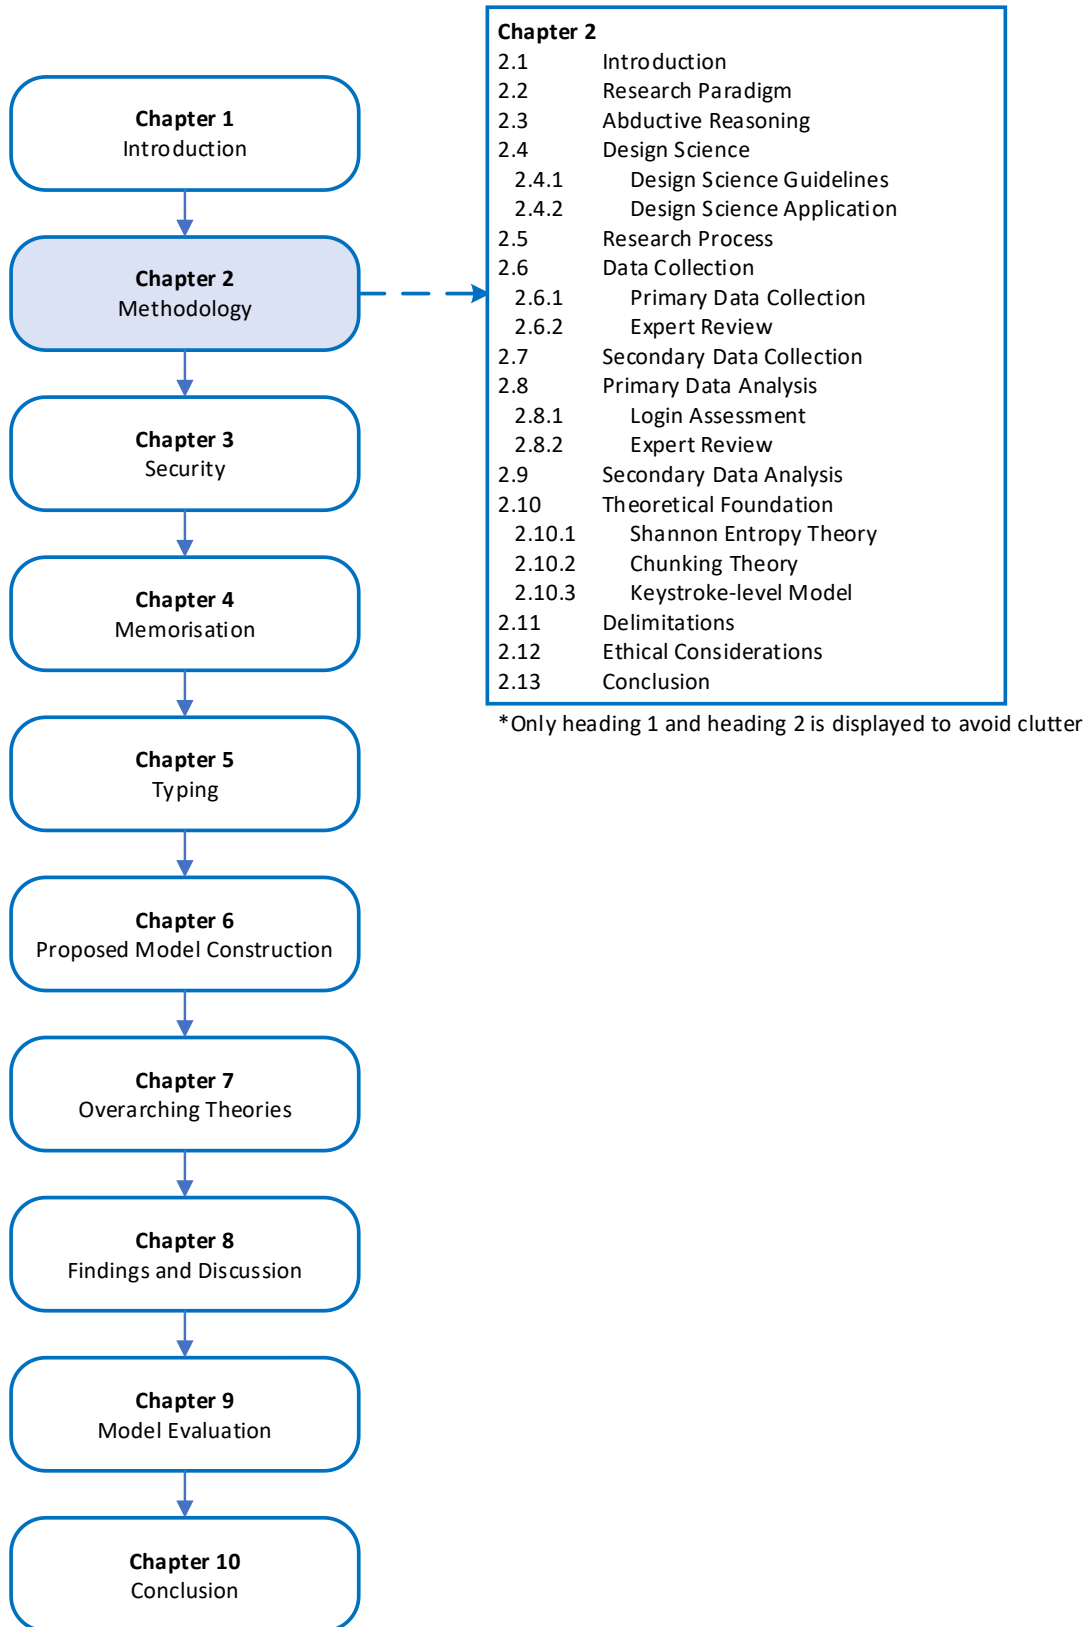 Chapter 1
Introduction
Chapter 2
Methodology
Chapter 3
Security
Chapter 4
Memorisation
Chapter 5
Typing
Chapter 6
Proposed Model Construction
Chapter 7
Overarching Theories
Chapter 8
Findings and Discussion
Chapter 9
Model Evaluation
Chapter 10
Conclusion
Chapter 2
2.1 Introduction
2.2 Research Paradigm
2.3 Abductive Reasoning
2.4 Design Science
2.4.1 Design Science Guidelines
2.4.2 Design Science Application
2.5 Research Process
2.6 Data Collection
2.6.1 Primary Data Collection
2.6.2 Expert Review
2.7 Secondary Data Collection
2.8 Primary Data Analysis
2.8.1 Login Assessment
2.8.2 Expert Review
2.9 Secondary Data Analysis
2.10 Theoretical Foundation
2.10.1 Shannon Entropy Theory
2.10.2 Chunking Theory
2.10.3 Keystroke-level Model
2.11 Delimitations
2.12 Ethical Considerations
2.13 Conclusion
*Only heading 1 and heading 2 is displayed to avoid clutter